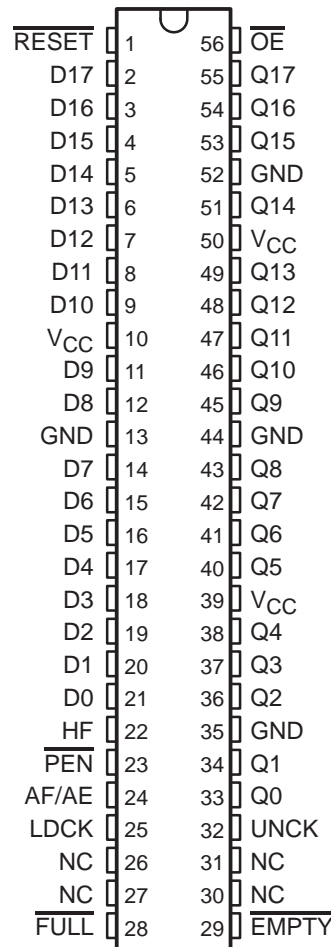 RESET 1 56 OE
D17 2 55 Q17
D16 3 54 Q16
D15 4 53 Q15
D14 5 52 GND
D13 6 51 Q14
D12 7 50 VCC
D11 8 49 Q13
D10 9 48 Q12
VCC 10 47 Q11
D9 11 46 Q10
D8 12 45 Q9
GND 13 44 GND
D7 14 43 Q8
D6 15 42 Q7
D5 16 41 Q6
D4 17 40 Q5
D3 18 39 VCC
D2 19 38 Q4
D1 20 37 Q3
D0 21 36 Q2
HF 22 35 GND
PEN 23 34 Q1
AF/AE 24 33 Q0
LDCK 25 32 UNCK
NC 26 31 NC
NC 27 30 NC
FULL 28 29 EMPTY